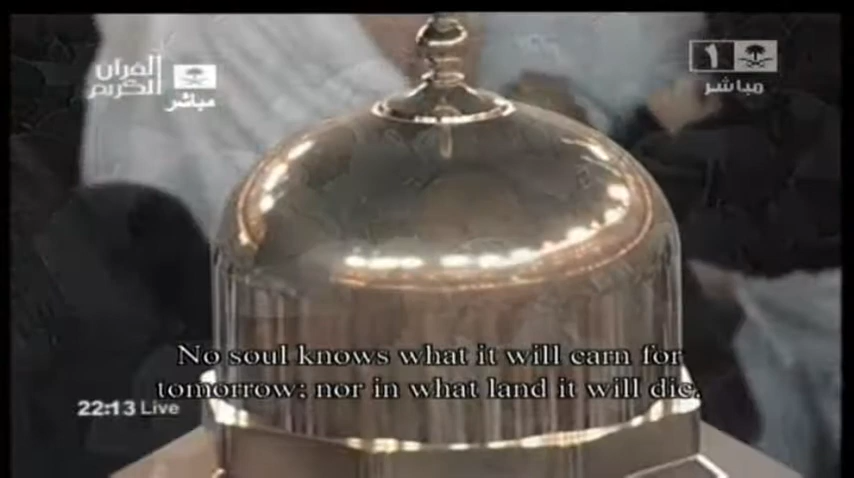 القرآن
الكريم
مباشر
١
مباشر
No soul knows what it will earn for
tomorrow; nor in what land it will die.
22:13 Live